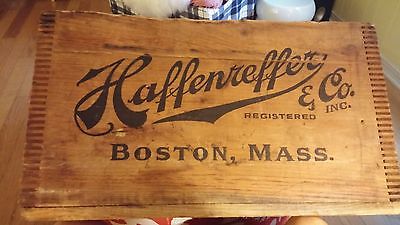 Haffenreffer
& Co.
INC.
REGISTERED
BOSTON, MASS.